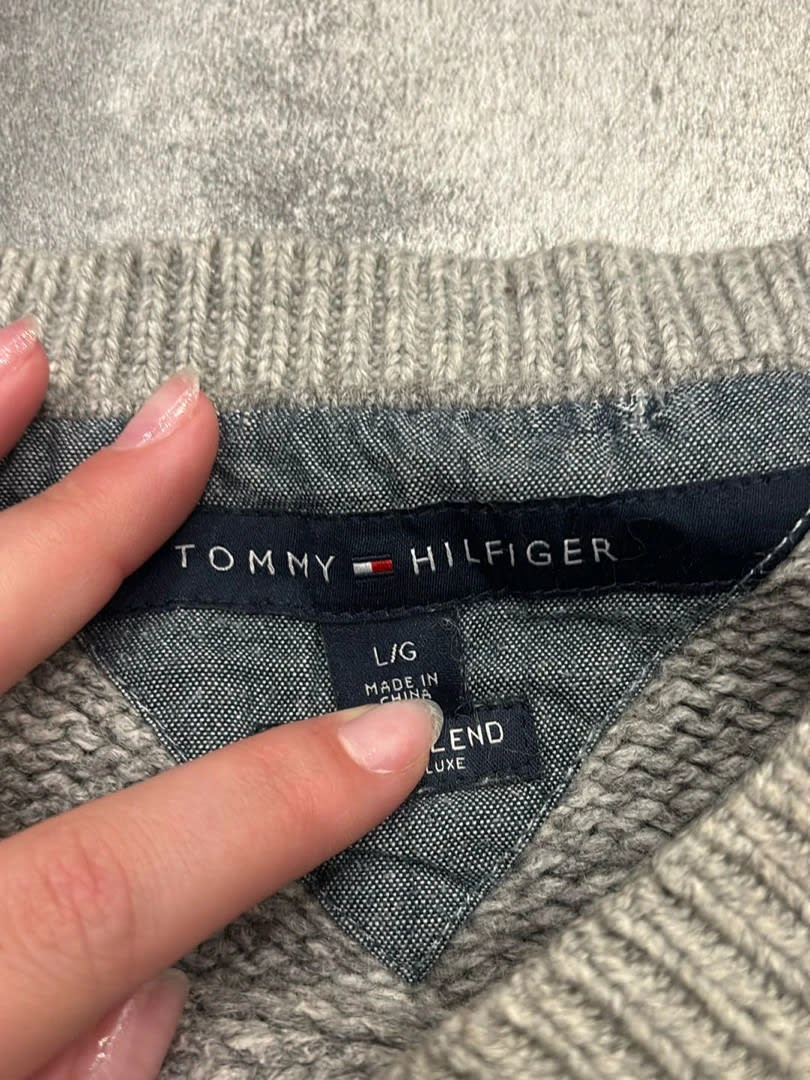 TOMMY HILFIGER
L/G
MADE IN
CHINA
LEND
LUXE